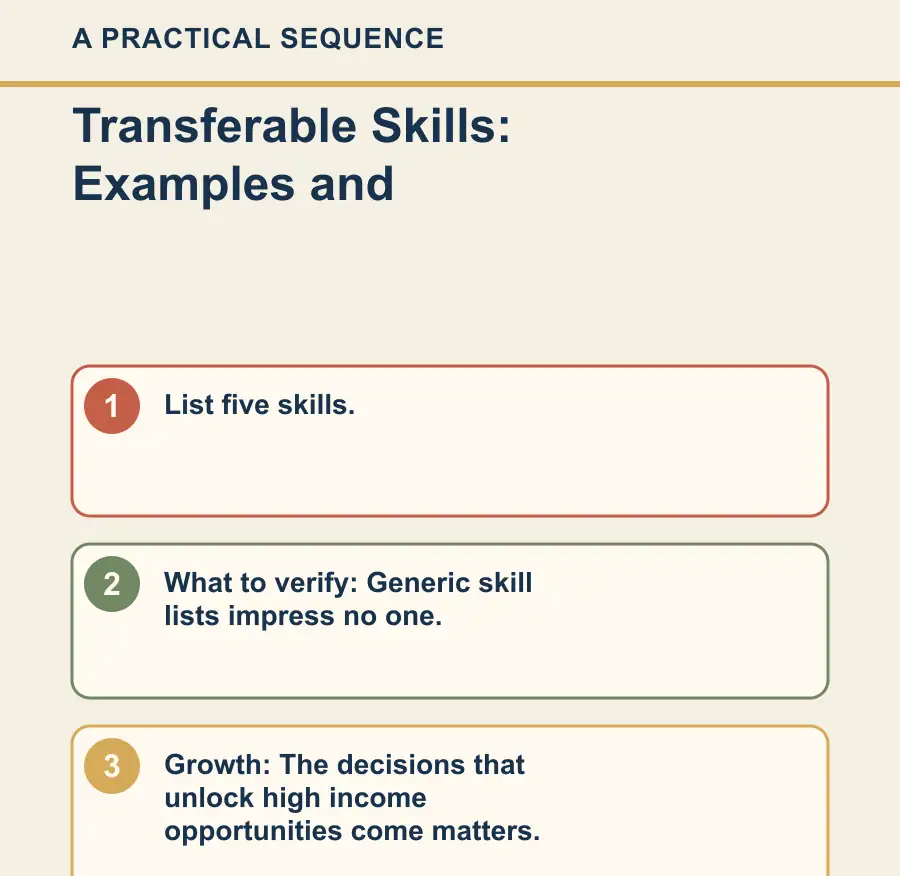 A PRACTICAL SEQUENCE
Transferable Skills:
Examples and
1
List five skills.
2
What to verify: Generic skill
lists impress no one.
3
Growth: The decisions that
unlock high income
opportunities come matters.